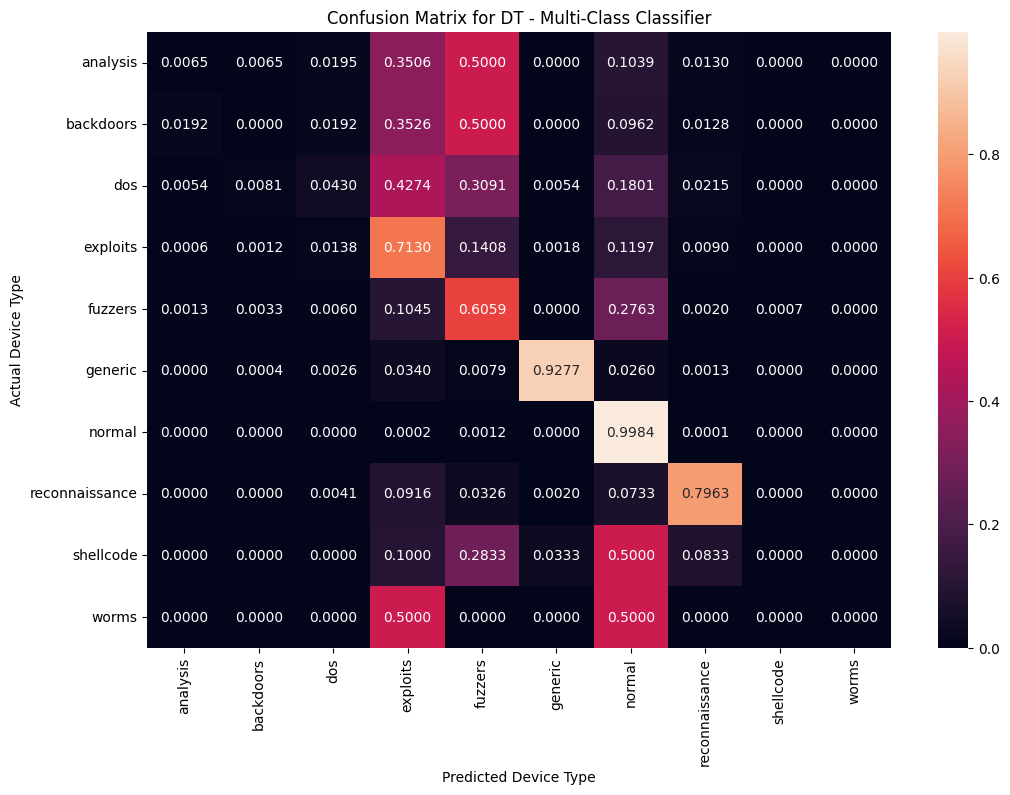 Confusion Matrix for DT - Multi-Class Classifier
analysis 0.0065 0.0065 0.0195 0.3506 0.5000 0.0000 0.1039 0.0130 0.0000 0.0000
backdoors 0.0192 0.0000 0.0192 0.3526 0.5000 0.0000 0.0962 0.0128 0.0000 0.0000
dos 0.0054 0.0081 0.0430 0.4274 0.3091 0.0054 0.1801 0.0215 0.0000 0.0000
exploits 0.0006 0.0012 0.0138 0.7130 0.1408 0.0018 0.1197 0.0090 0.0000 0.0000
fuzzers 0.0013 0.0033 0.0060 0.1045 0.6059 0.0000 0.2763 0.0020 0.0007 0.0000
generic 0.0000 0.0004 0.0026 0.0340 0.0079 0.9277 0.0260 0.0013 0.0000 0.0000
normal 0.0000 0.0000 0.0000 0.0002 0.0012 0.0000 0.9984 0.0001 0.0000 0.0000
reconnaissance 0.0000 0.0000 0.0041 0.0916 0.0326 0.0020 0.0733 0.7963 0.0000 0.0000
shellcode 0.0000 0.0000 0.0000 0.1000 0.2833 0.0333 0.5000 0.0833 0.0000 0.0000
worms 0.0000 0.0000 0.0000 0.5000 0.0000 0.0000 0.5000 0.0000 0.0000 0.0000
Actual Device Type
analysis backdoors dos exploits fuzzers generic normal reconnaissance shellcode worms
Predicted Device Type
0.8
0.6
0.4
0.2
0.0